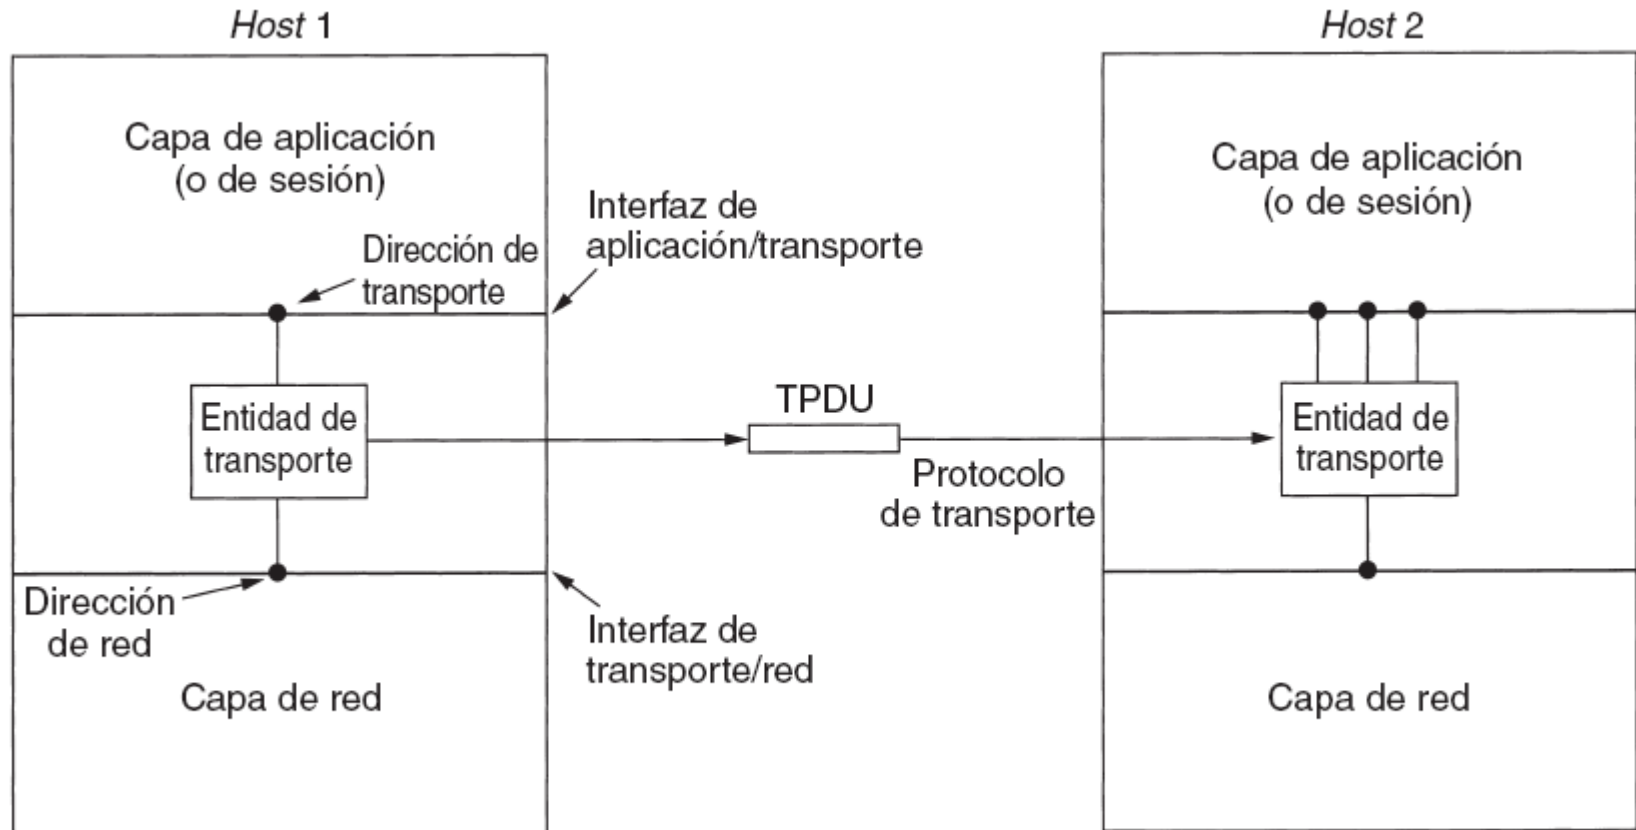 Host 1
Host 2
Capa de aplicación
(o de sesión)
Capa de aplicación
(o de sesión)
Interfaz de
aplicación/transporte
Dirección de
transporte
TPDU
Entidad de
transporte
Entidad de
transporte
Protocolo
de transporte
Dirección
de red
Interfaz de
transporte/red
Capa de red
Capa de red